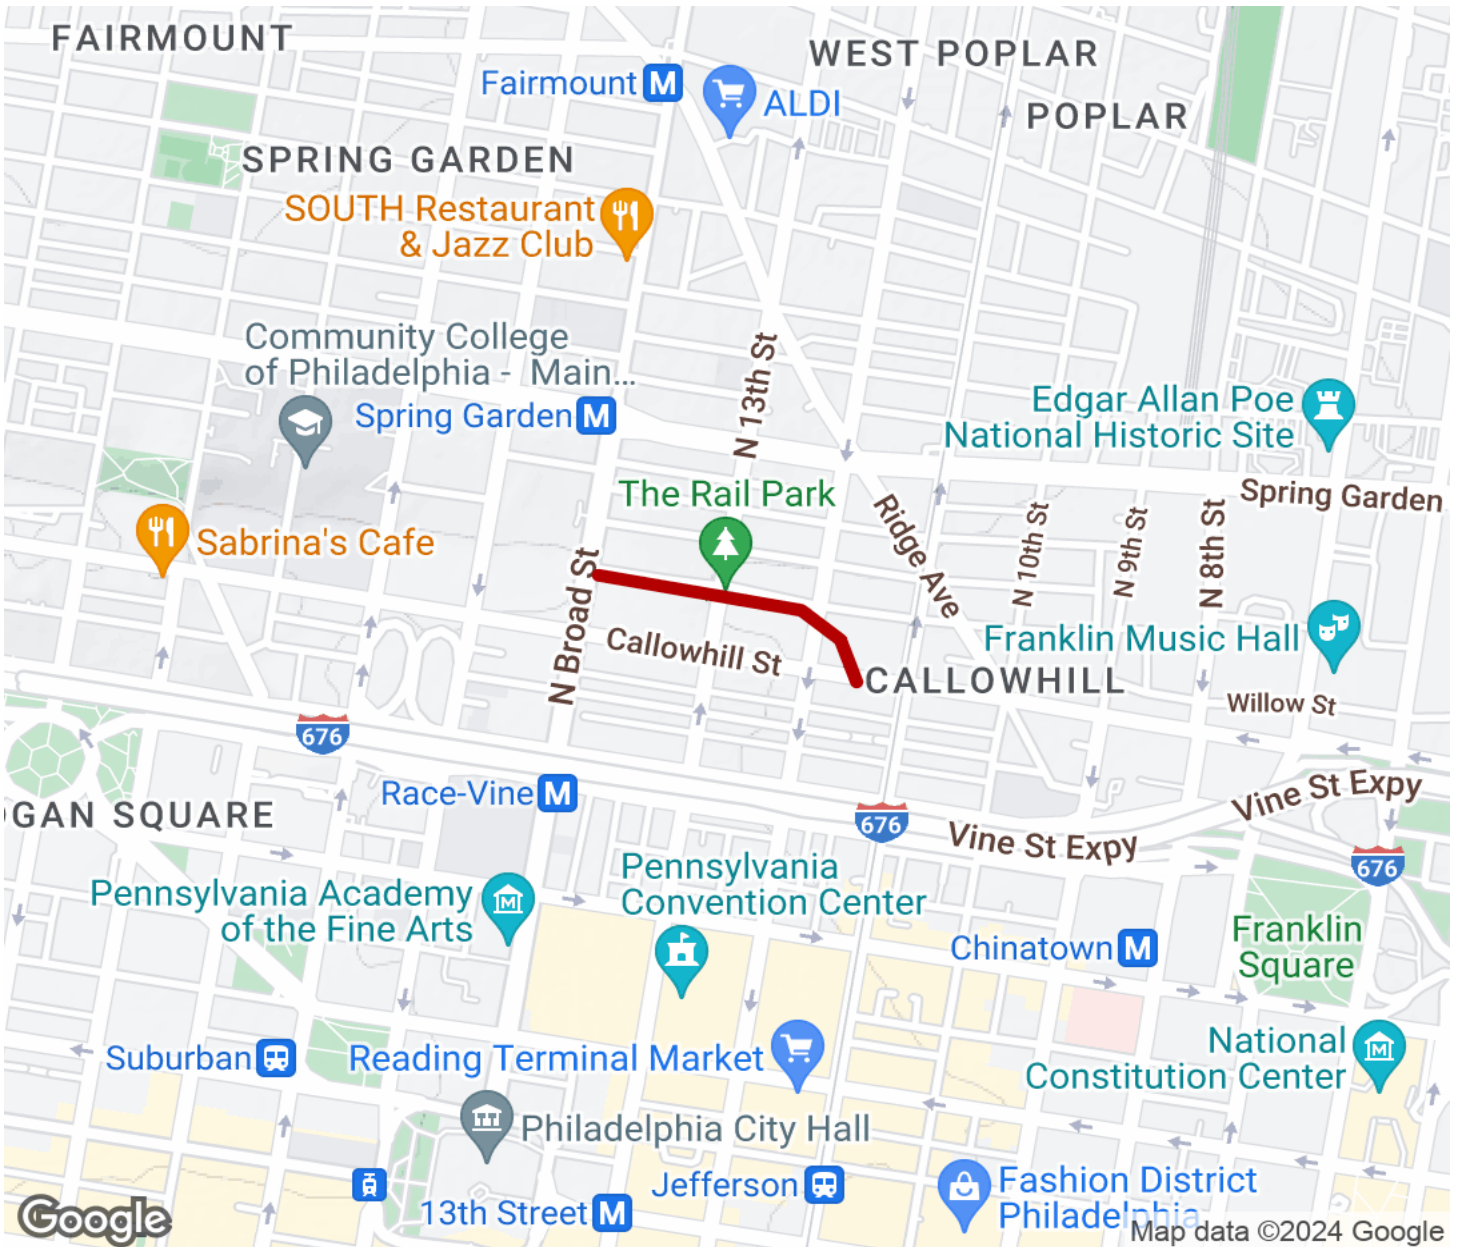 FAIRMOUNT
WEST POPLAR
Fairmount M
ALDI
POPLAR
SPRING GARDEN
SOUTH Restaurant
& Jazz Club
N 13th St
Community College
of Philadelphia - Main...
Spring Garden M
Edgar Allan Poe
National Historic Site
The Rail Park
Ridge Ave
Spring Garden
N 10th St
N 9th St
N 8th St
Sabrina's Cafe
N Broad St
Callowhill St
Franklin Music Hall
CALLOWHILL
Willow St
676
Race-Vine M
OGAN SQUARE
676
Vine St Expy
Vine St Expy
676
Pennsylvania
Convention Center
Pennsylvania Academy
of the Fine Arts
Chinatown M
Franklin
Square
Suburban
Reading Terminal Market
National
Constitution Center
Philadelphia City Hall
Jefferson
13th Street M
Fashion District
Philadelphia
Google
Map data ©2024 Google